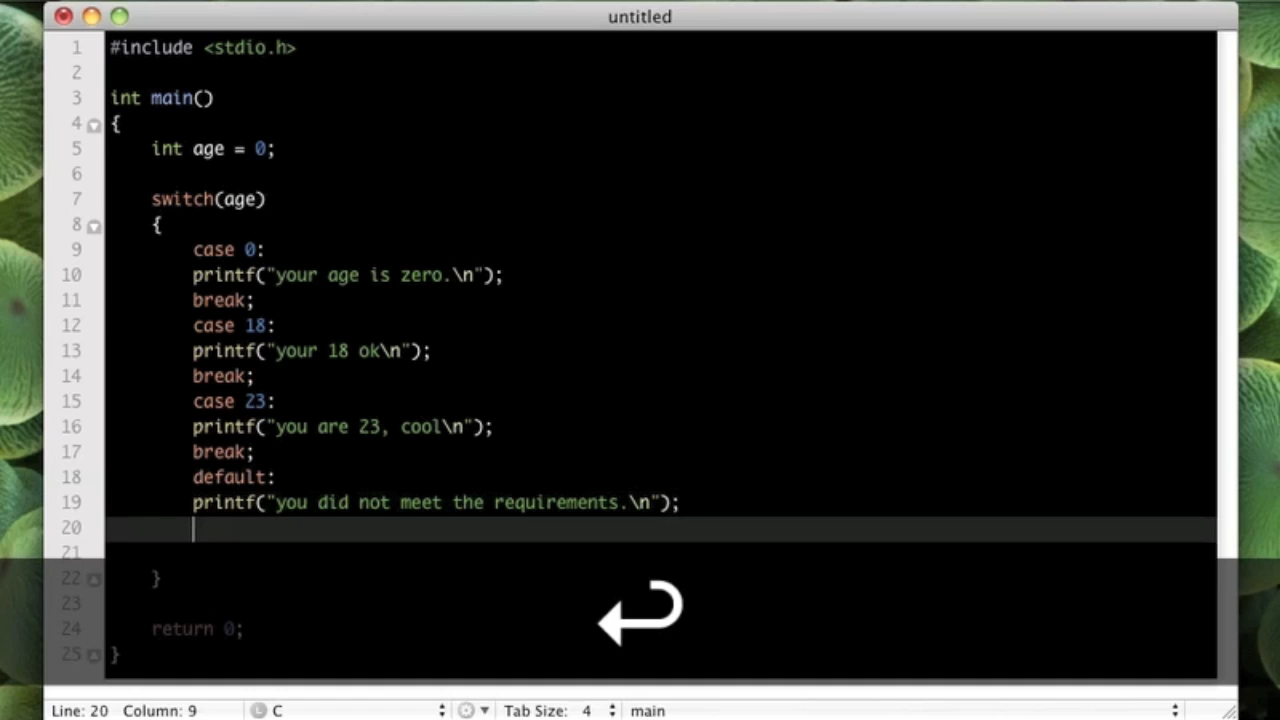 untitled
1 #include <stdio.h>
2
3 int main()
4 {
5 int age = 0;
6
7 switch(age)
8 {
9 case 0:
10 printf("your age is zero.\n");
11 break;
12 case 18:
13 printf("your 18 ok\n");
14 break;
15 case 23:
16 printf("you are 23, cool\n");
17 break;
18 default:
19 printf("you did not meet the requirements.\n");
20
21
22 }
23
24 return 0;
25 }
Line: 20 Column: 9 L C Tab Size: 4 main